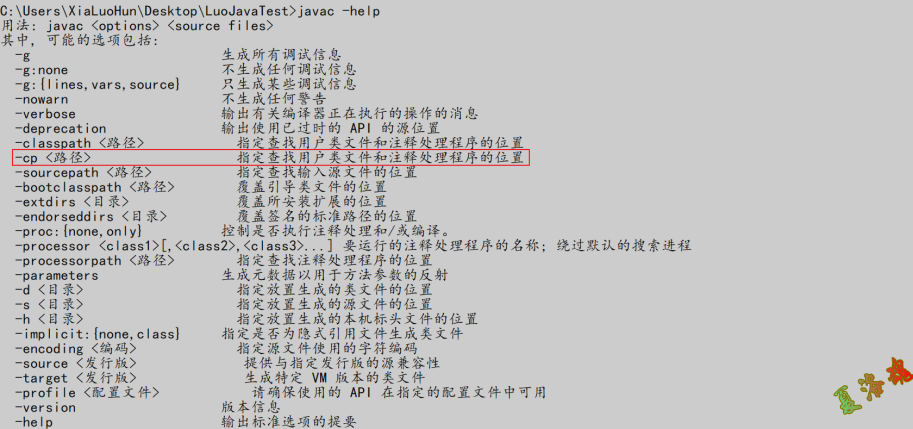 C:\Users\XiaLuoHun\Desktop\LuoJavaTest>javac -help
用法: javac <options> <source files>
其中, 可能的选项包括:
-g 生成所有调试信息
-g:none 不生成任何调试信息
-g:{lines,vars,source} 只生成某些调试信息
-nowarn 不生成任何警告
-verbose 输出有关编译器正在执行的操作的消息
-deprecation 输出使用已过时的 API 的源位置
-classpath <路径> 指定查找用户类文件和注释处理程序的位置
-cp <路径> 指定查找用户类文件和注释处理程序的位置
-sourcepath <路径> 指定查找输入源文件的位置
-bootclasspath <路径> 覆盖引导类文件的位置
-extdirs <目录> 覆盖所安装扩展的位置
-endorseddirs <目录> 覆盖签名的标准路径的位置
-proc:{none,only} 控制是否执行注释处理和/或编译。
-processor <class1>[,<class2>,<class3>...] 要运行的注释处理程序的名称; 绕过默认的搜索进程
-processorpath <路径> 指定查找注释处理程序的位置
-parameters 生成元数据以用于方法参数的反射
-d <目录> 指定放置生成的类文件的位置
-s <目录> 指定放置生成的源文件的位置
-h <目录> 指定放置生成的本机标头文件的位置
-implicit:{none,class} 指定是否为隐式引用文件生成类文件
-encoding <编码> 指定源文件使用的字符编码
-source <发行版> 提供与指定发行版的源兼容性
-target <发行版> 生成特定 VM 版本的类文件
-profile <配置文件> 请确保使用的 API 在指定的配置文件中可用
-version 版本信息
-help 输出标准选项的提要